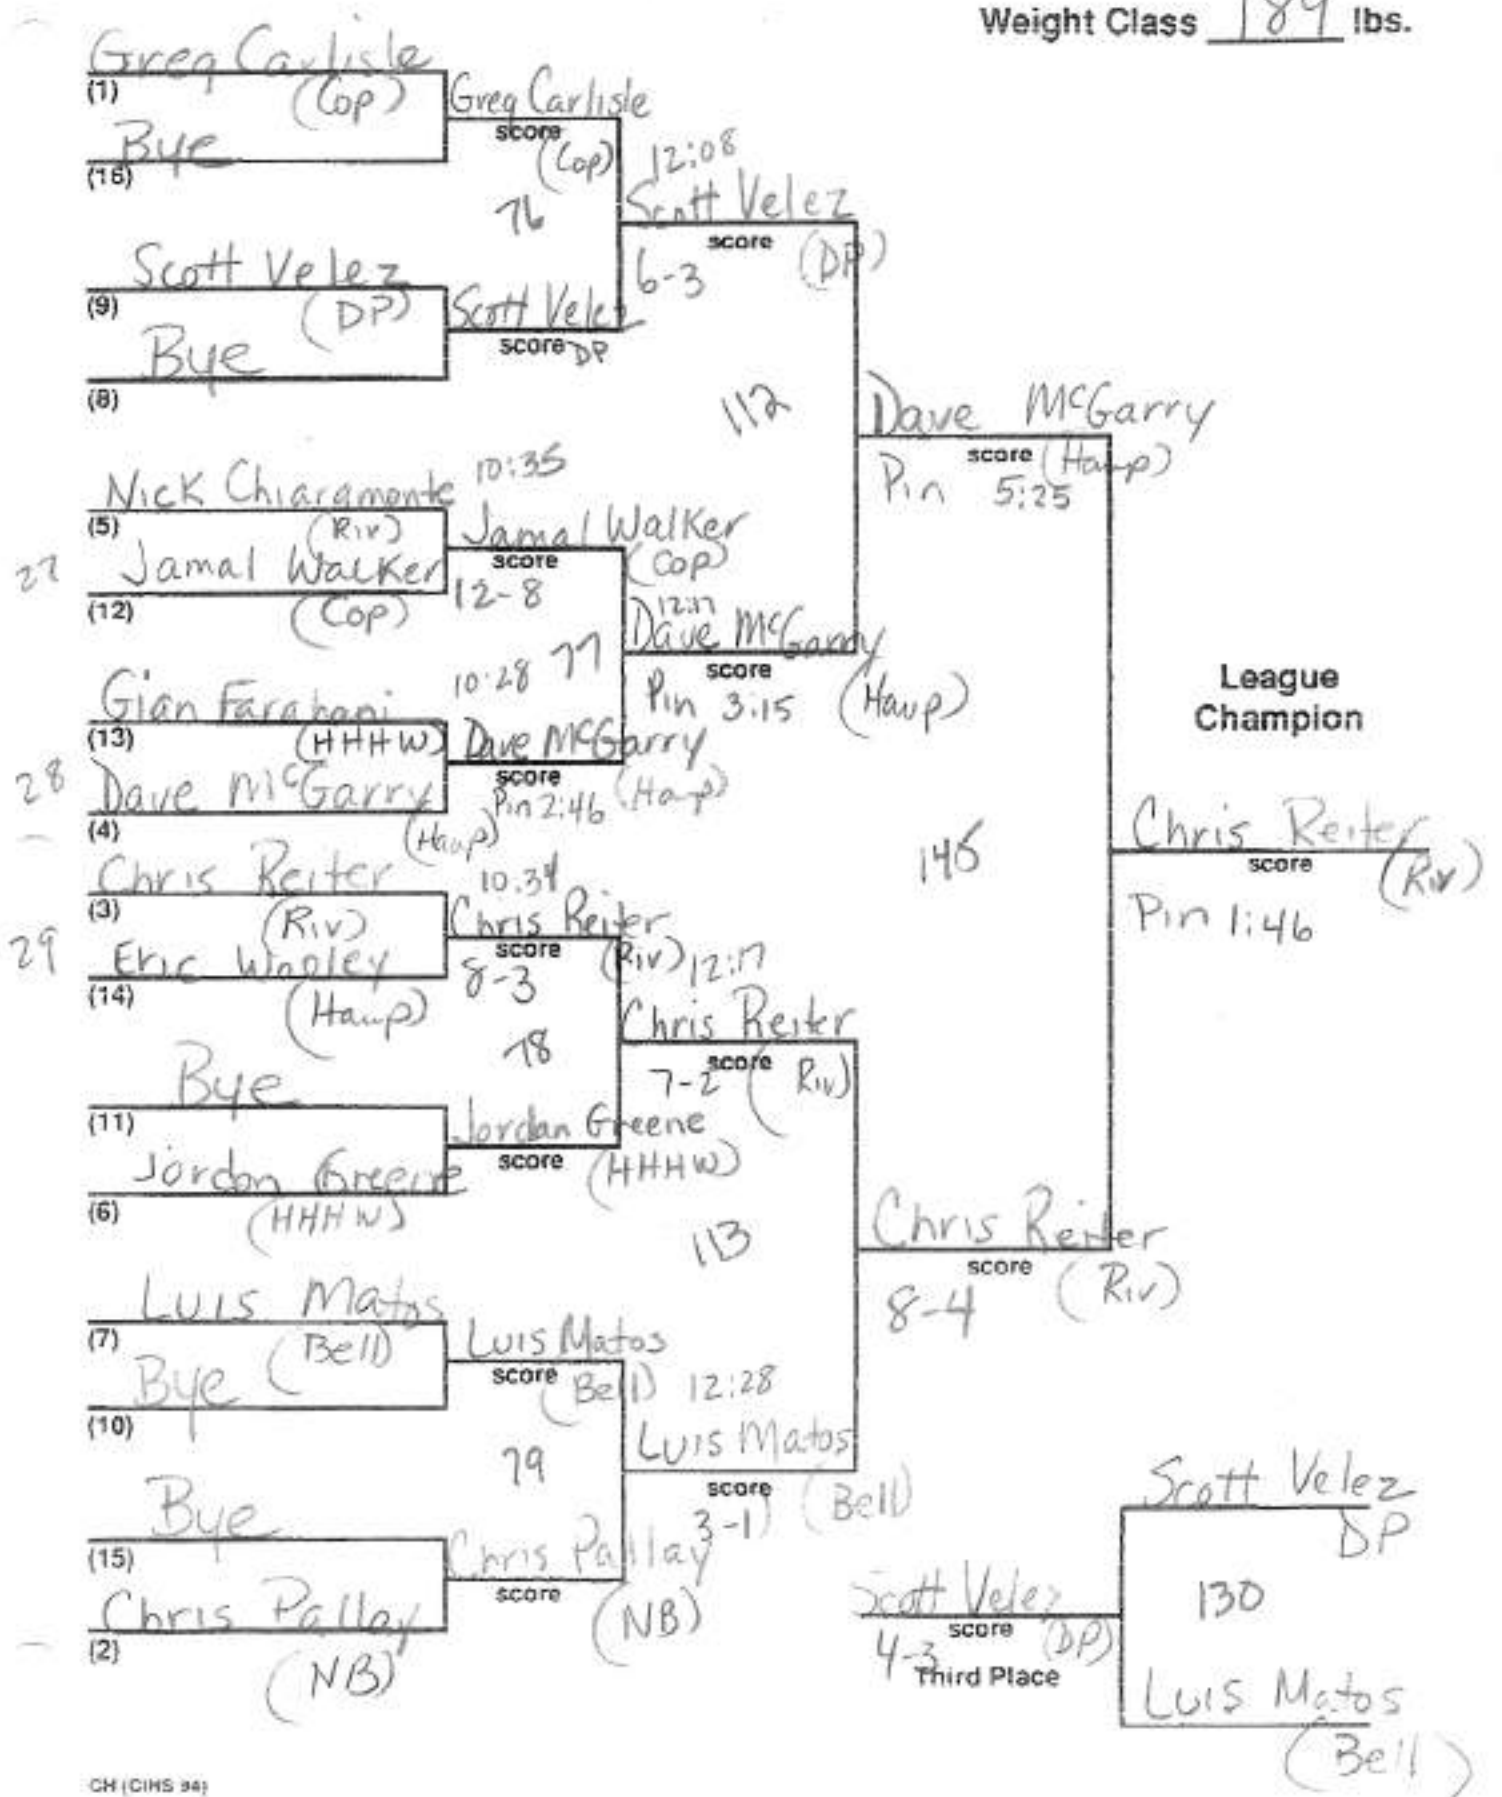 Weight Class 189 lbs.
Greg Carlisle
(1)
(Cop)
Greg Carlisle
score
(Cop)
Bye
(16)
12:08
76
Scott Velez
score
(DP)
6-3
Scott Velez
(9)
(DP)
Scott Velez
score DP
Bye
(8)
112
Dave McGarry
score (Haup)
Pin 5:25
Nick Chiaramonte
10:35
(5)
(Riv)
Jamal Walker
score
(Cop)
27
Jamal Walker
(12)
(Cop)
12-8
12:17
Dave McGarry
score
Pin 3:15
(Haup)
77
10:28
Gian Farahani
(13)
(HHHW)
Dave McGarry
score
Pin 2:46
(Haup)
28
Dave McGarry
(4)
(Haup)
League
Champion
Chris Reiter
score
(Riv)
Pin 1:46
145
Chris Reiter
(3)
(Riv)
10:34
Chris Reiter
score
(Riv)
8-3
29
Eric
(14)
(Haup)
12:17
Chris Reiter
score
7-2
(Riv)
78
Bye
(11)
Jordan Greene
score
(HHHW)
Jordan Greene
(6)
(HHHW)
113
Chris Reiter
score
(Riv)
8-4
Luis Matos
(7)
(Bell)
Luis Matos
score
(Bell)
12:28
Bye
(10)
Luis Matos
score
3-1
(Bell)
79
Bye
(15)
Chris Pallay
score
(NB)
Chris Pallay
(2)
(NB)
Scott Velez
DP
130
Scott Velez
score
(DP)
4-3
Third Place
Luis Matos
(Bell)
CH (CIHS 94)